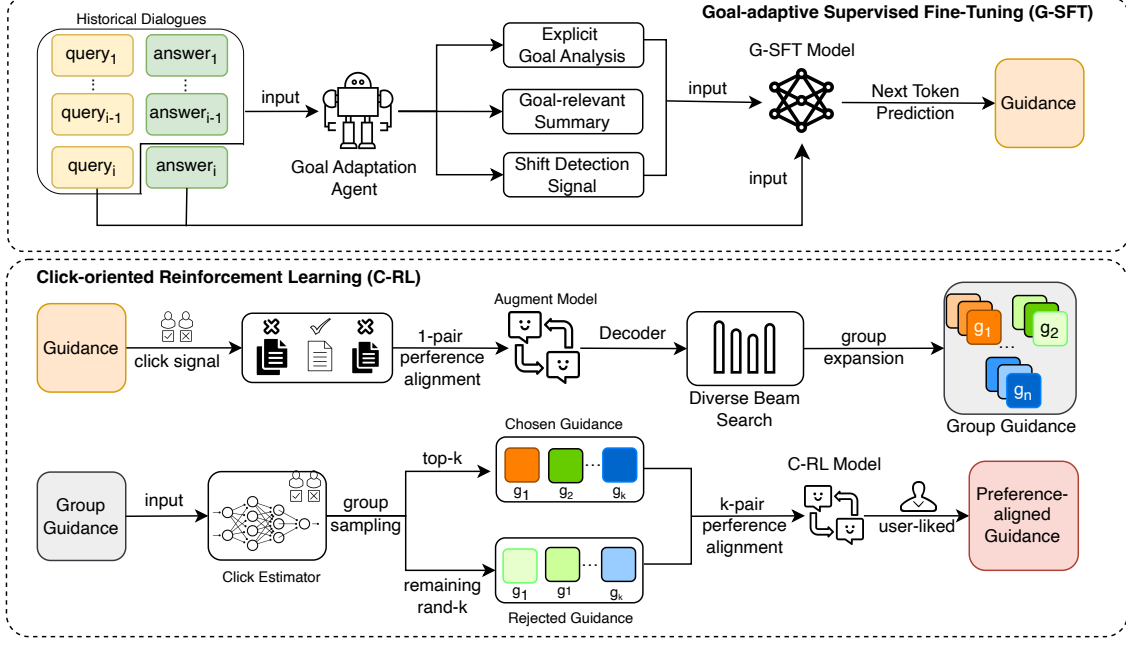 Goal-adaptive Supervised Fine-Tuning (G-SFT)
Historical Dialogues
query1
answer1
queryi-1
answeri-1
queryi
answeri
input
Goal Adaptation
Agent
Explicit
Goal Analysis
Goal-relevant
Summary
Shift Detection
Signal
input
G-SFT Model
input
Next Token
Prediction
Guidance
Click-oriented Reinforcement Learning (C-RL)
Guidance
click signal
1-pair
perference
alignment
Augment Model
Decoder
Diverse Beam
Search
group
expansion
g1
g2
...
gn
Group Guidance
Group
Guidance
input
Click Estimator
group
sampling
top-k
remaining
rand-k
Chosen Guidance
...
g1
g2
gk
...
g1
g1
gk
Rejected Guidance
k-pair
perference
alignment
C-RL Model
user-liked
Preference-
aligned
Guidance